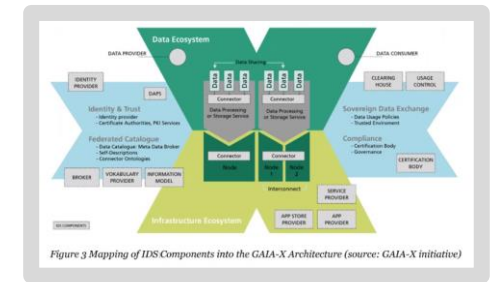 Data Ecosystem
DATA PROVIDER
DATA CONSUMER
Data Sharing
Data
Data
Data
Data
Data
Data
Connector
Connector
Data Processing
or Storage Service
Data Processing
or Storage Service
IDENTITY
PROVIDER
DAPS
Identity & Trust
- Identity provider
- Certificate Authorities, PKI Services
Federated Catalogue
- Data Catalogue: Meta Data Broker
- Self-Descriptions
- Connector Ontologies
BROKER
VOCABULARY
PROVIDER
INFORMATION
MODEL
CLEARING
HOUSE
USAGE
CONTROL
Sovereign Data Exchange
- Data Usage Policies
- Trusted Enviroment
Compliance
- Certification Body
- Governance
CERTIFICATION
BODY
Connector
Node
Connector
Node
1
Node
2
Interconnect
Infrastructure Ecosystem
SERVICE
PROVIDER
APP STORE
PROVIDER
APP
PROVIDER
IDS COMPONENTS
Figure 3 Mapping of IDS Components into the GAIA-X Architecture (source: GAIA-X initiative)